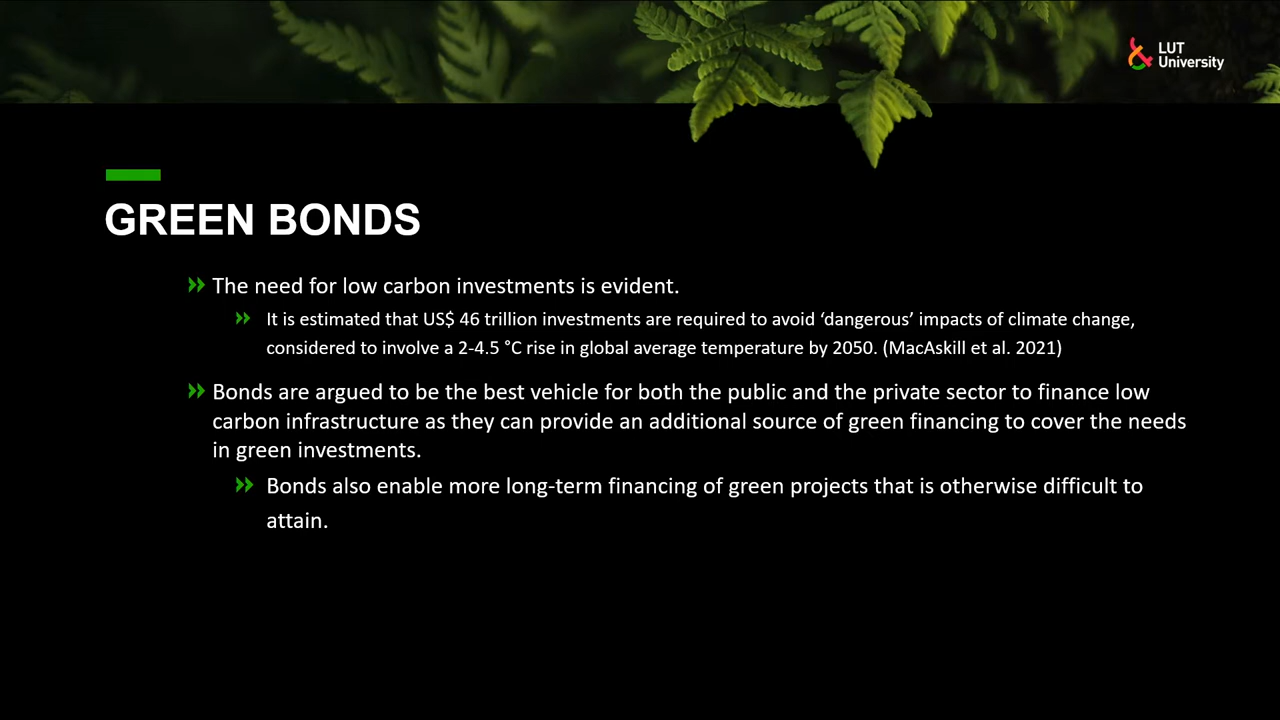 LUT
University
GREEN BONDS
The need for low carbon investments is evident.
It is estimated that US$ 46 trillion investments are required to avoid ‘dangerous’ impacts of climate change,
considered to involve a 2-4.5 °C rise in global average temperature by 2050. (MacAskill et al. 2021)
Bonds are argued to be the best vehicle for both the public and the private sector to finance low
carbon infrastructure as they can provide an additional source of green financing to cover the needs
in green investments.
Bonds also enable more long-term financing of green projects that is otherwise difficult to
attain.